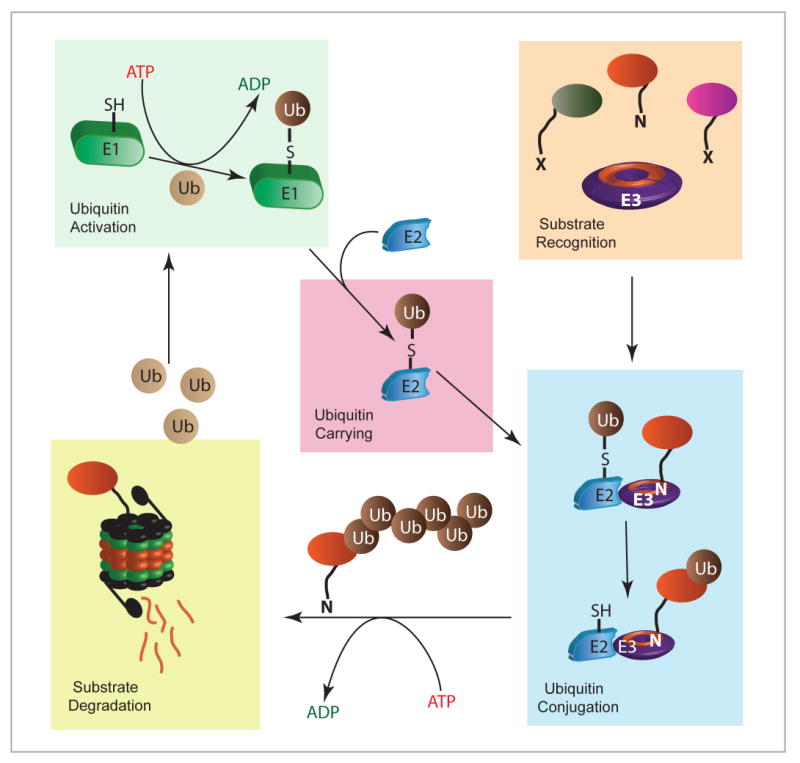 ATP
ADP
SH
Ub
E1
S
Ub
E1
Ubiquitin
Activation
N
X
X
E3
Substrate
Recognition
E2
Ub
S
E2
Ubiquitin
Carrying
Ub
Ub
Ub
Ub
S
E2
E3
N
Ub
Ub
Ub
Ub
Ub
Ub
N
Ub
SH
E2
E3
N
Ubiquitin
Conjugation
Substrate
Degradation
ADP
ATP